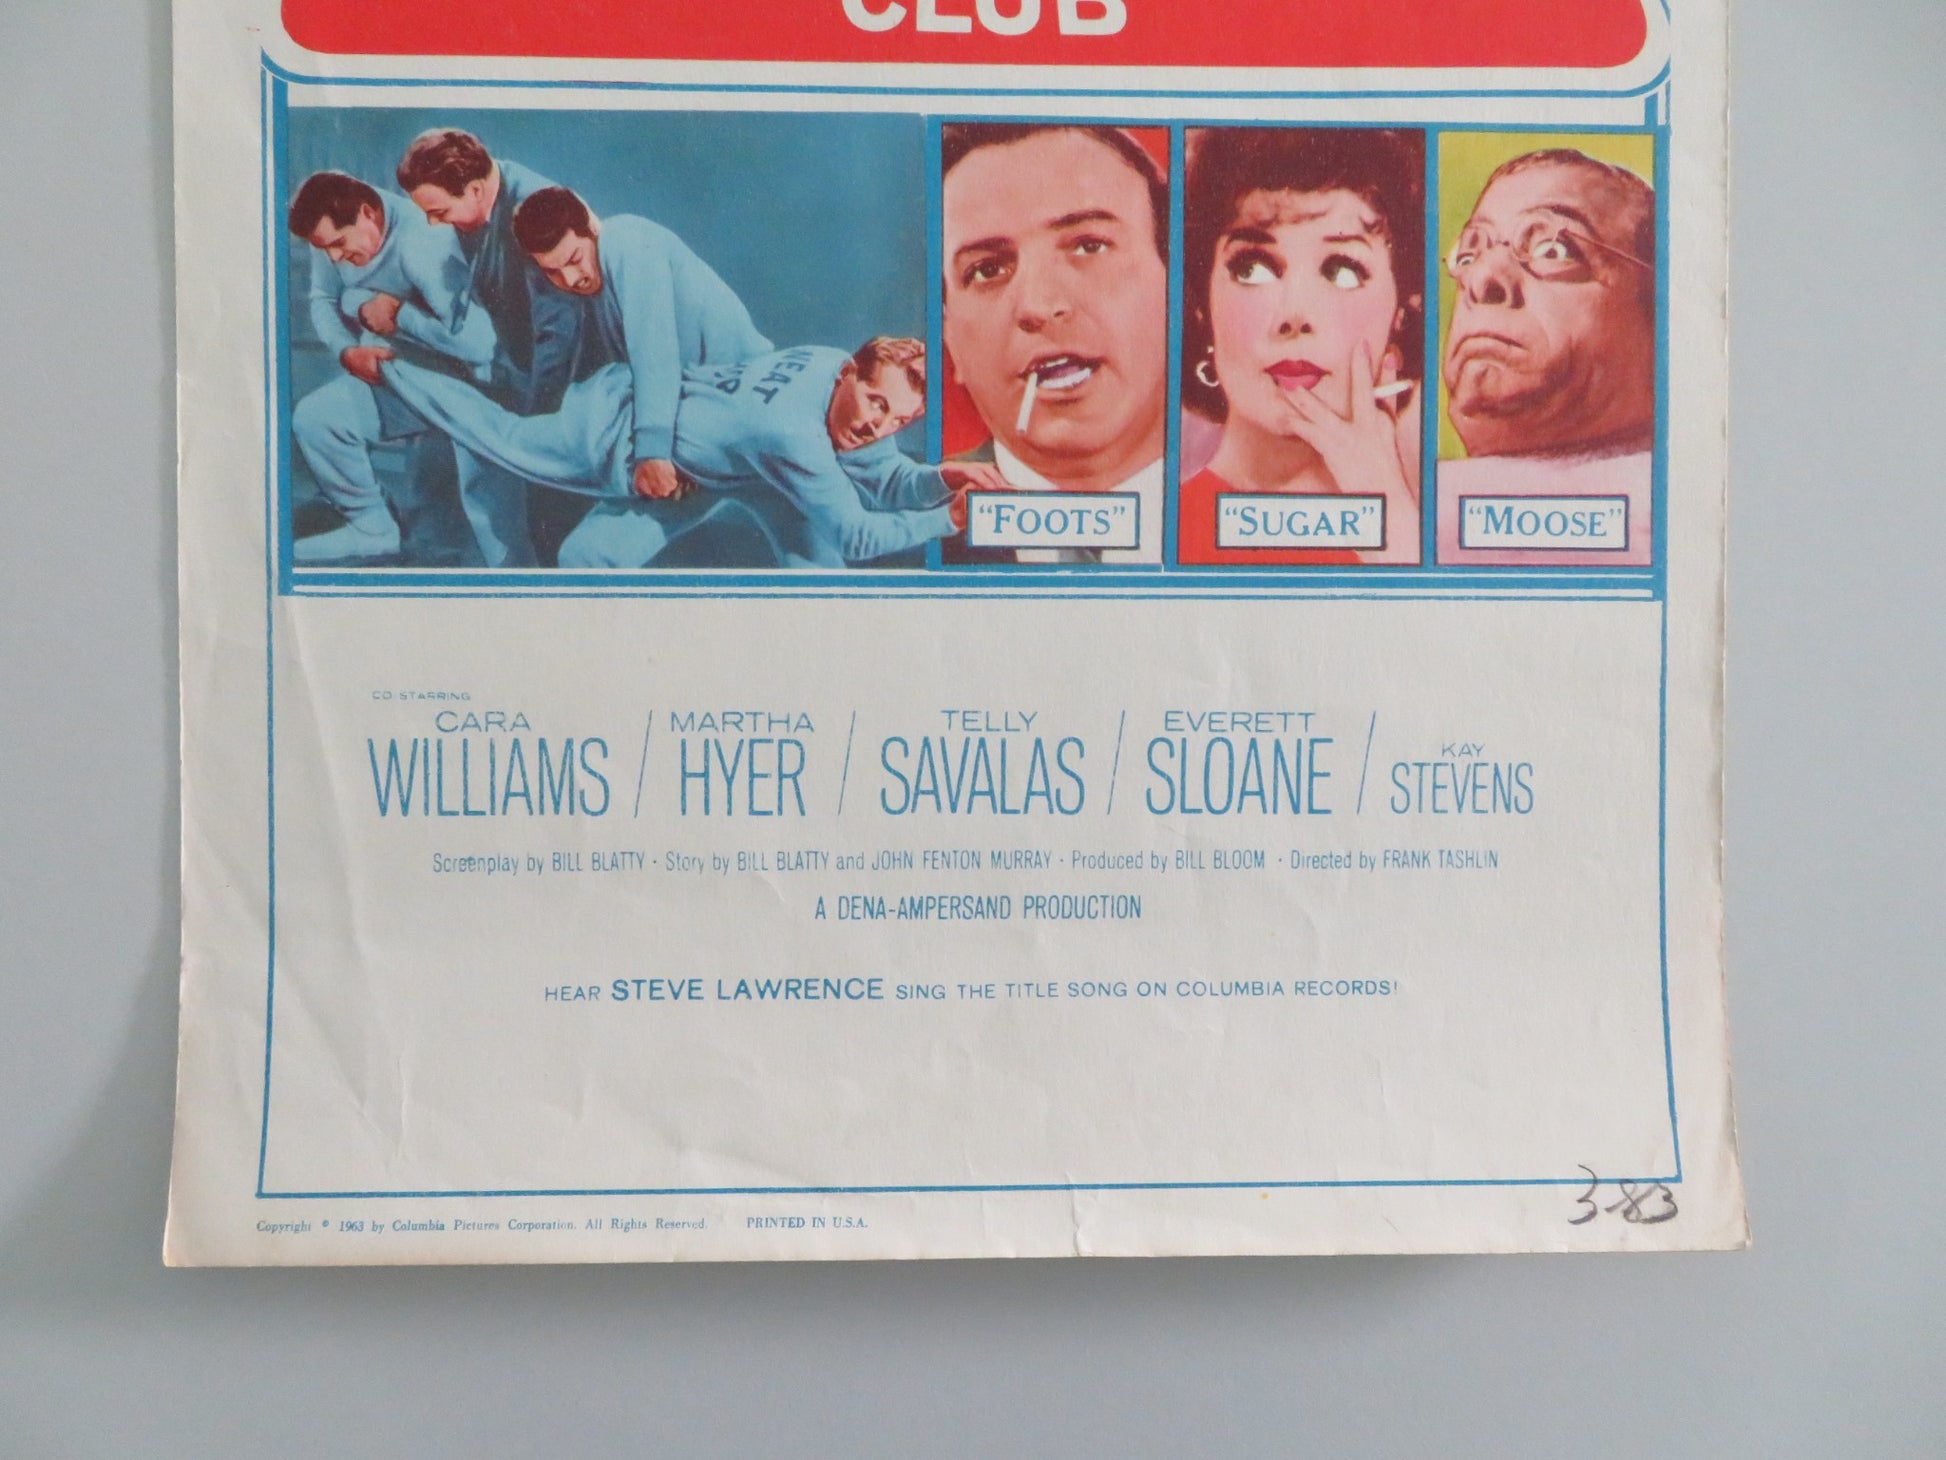 CLUB
NEAT
"FOOTS"
"SUGAR"
"MOOSE"
CO-STARRING
CARA WILLIAMS / MARTHA HYER / TELLY SAVALAS / EVERETT SLOANE / KAY STEVENS
Screenplay by BILL BLATTY · Story by BILL BLATTY and JOHN FENTON MURRAY · Produced by BILL BLOOM · Directed by FRANK TASHLIN
A DENA-AMPERSAND PRODUCTION
HEAR STEVE LAWRENCE SING THE TITLE SONG ON COLUMBIA RECORDS!
Copyright © 1963 by Columbia Pictures Corporation. All Rights Reserved. PRINTED IN U.S.A.